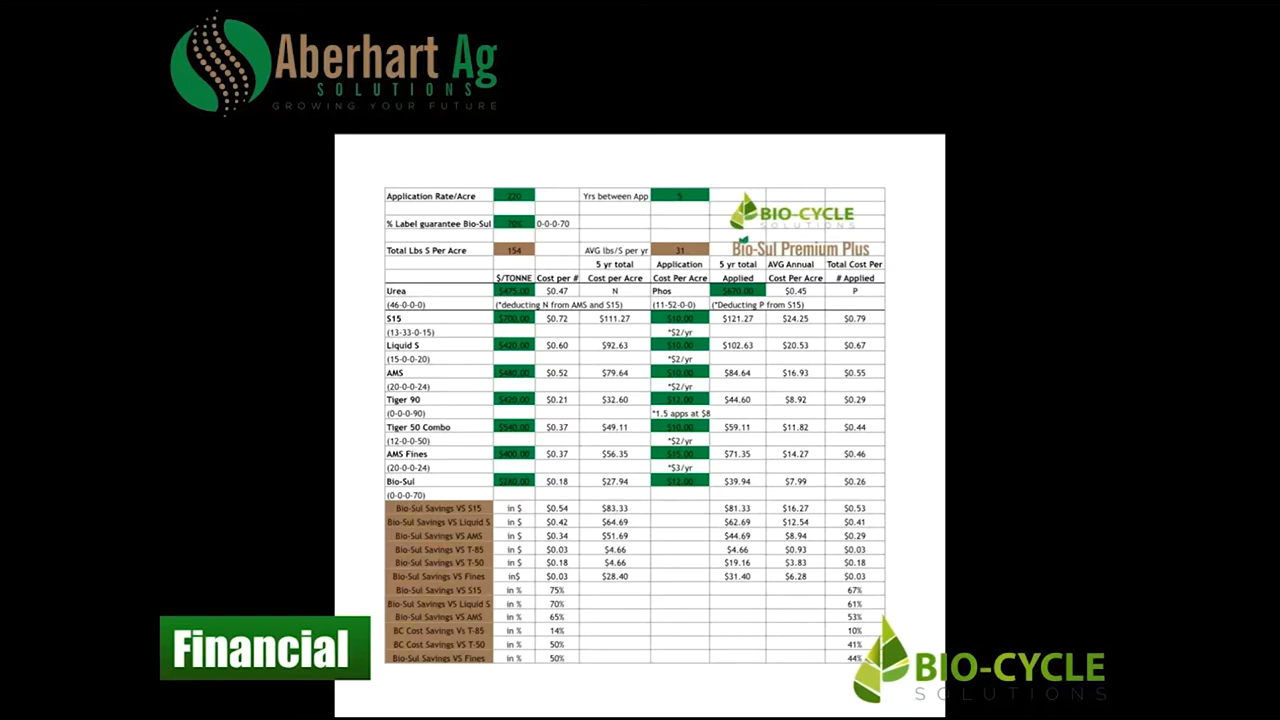 Aberhart Ag
SOLUTIONS
GROWING YOUR FUTURE
Application Rate/Acre 220 Yrs between App 5
BIO-CYCLE
SOLUTIONS
% Label guarantee Bio-Sul 70% 0-0-0-70
Total Lbs S Per Acre 154 AVG lbs/S per yr 31 Bio-Sul Premium Plus
5 yr total Application 5 yr total AVG Annual Total Cost Per
$/TONNE Cost per # Cost per Acre Cost Per Acre Applied Cost Per Acre # Applied
Urea $475.00 $0.47 N Phos $670.00 $0.45 P
(46-0-0-0) (*deducting N from AMS and S15) (11-52-0-0) (*Deducting P from S15)
S15 $700.00 $0.72 $111.27 $10.00 $121.27 $24.25 $0.79
(13-33-0-15) *$2/yr
Liquid S $420.00 $0.60 $92.63 $10.00 $102.63 $20.53 $0.67
(15-0-0-20) *$2/yr
AMS $480.00 $0.52 $79.64 $10.00 $84.64 $16.93 $0.55
(20-0-0-24) *$2/yr
Tiger 90 $420.00 $0.21 $32.60 $12.00 $44.60 $8.92 $0.29
(0-0-0-90) *1.5 apps at $8
Tiger 50 Combo $540.00 $0.37 $49.11 $10.00 $59.11 $11.82 $0.44
(12-0-0-50) *$2/yr
AMS Fines $400.00 $0.37 $56.35 $15.00 $71.35 $14.27 $0.46
(20-0-0-24) *$3/yr
Bio-Sul $280.00 $0.18 $27.94 $12.00 $39.94 $7.99 $0.26
(0-0-0-70)
Bio-Sul Savings VS S15 in $ $0.54 $83.33 $81.33 $16.27 $0.53
Bio-Sul Savings VS Liquid S in $ $0.42 $64.69 $62.69 $12.54 $0.41
Bio-Sul Savings VS AMS in $ $0.34 $51.69 $44.69 $8.94 $0.29
Bio-Sul Savings VS T-85 in $ $0.03 $4.66 $4.66 $0.93 $0.03
Bio-Sul Savings VS T-50 in $ $0.18 $4.66 $19.16 $3.83 $0.18
Bio-Sul Savings VS Fines in$ $0.03 $28.40 $31.40 $6.28 $0.03
Bio-Sul Savings VS S15 in % 75% 67%
Bio-Sul Savings VS Liquid S in % 70% 61%
Bio-Sul Savings VS AMS in % 65% 53%
BC Cost Savings Vs T-85 in % 14% 10%
BC Cost Savings VS T-50 in % 50% 41%
Bio-Sul Savings VS Fines in % 50% 44%
Financial
BIO-CYCLE
SOLUTIONS